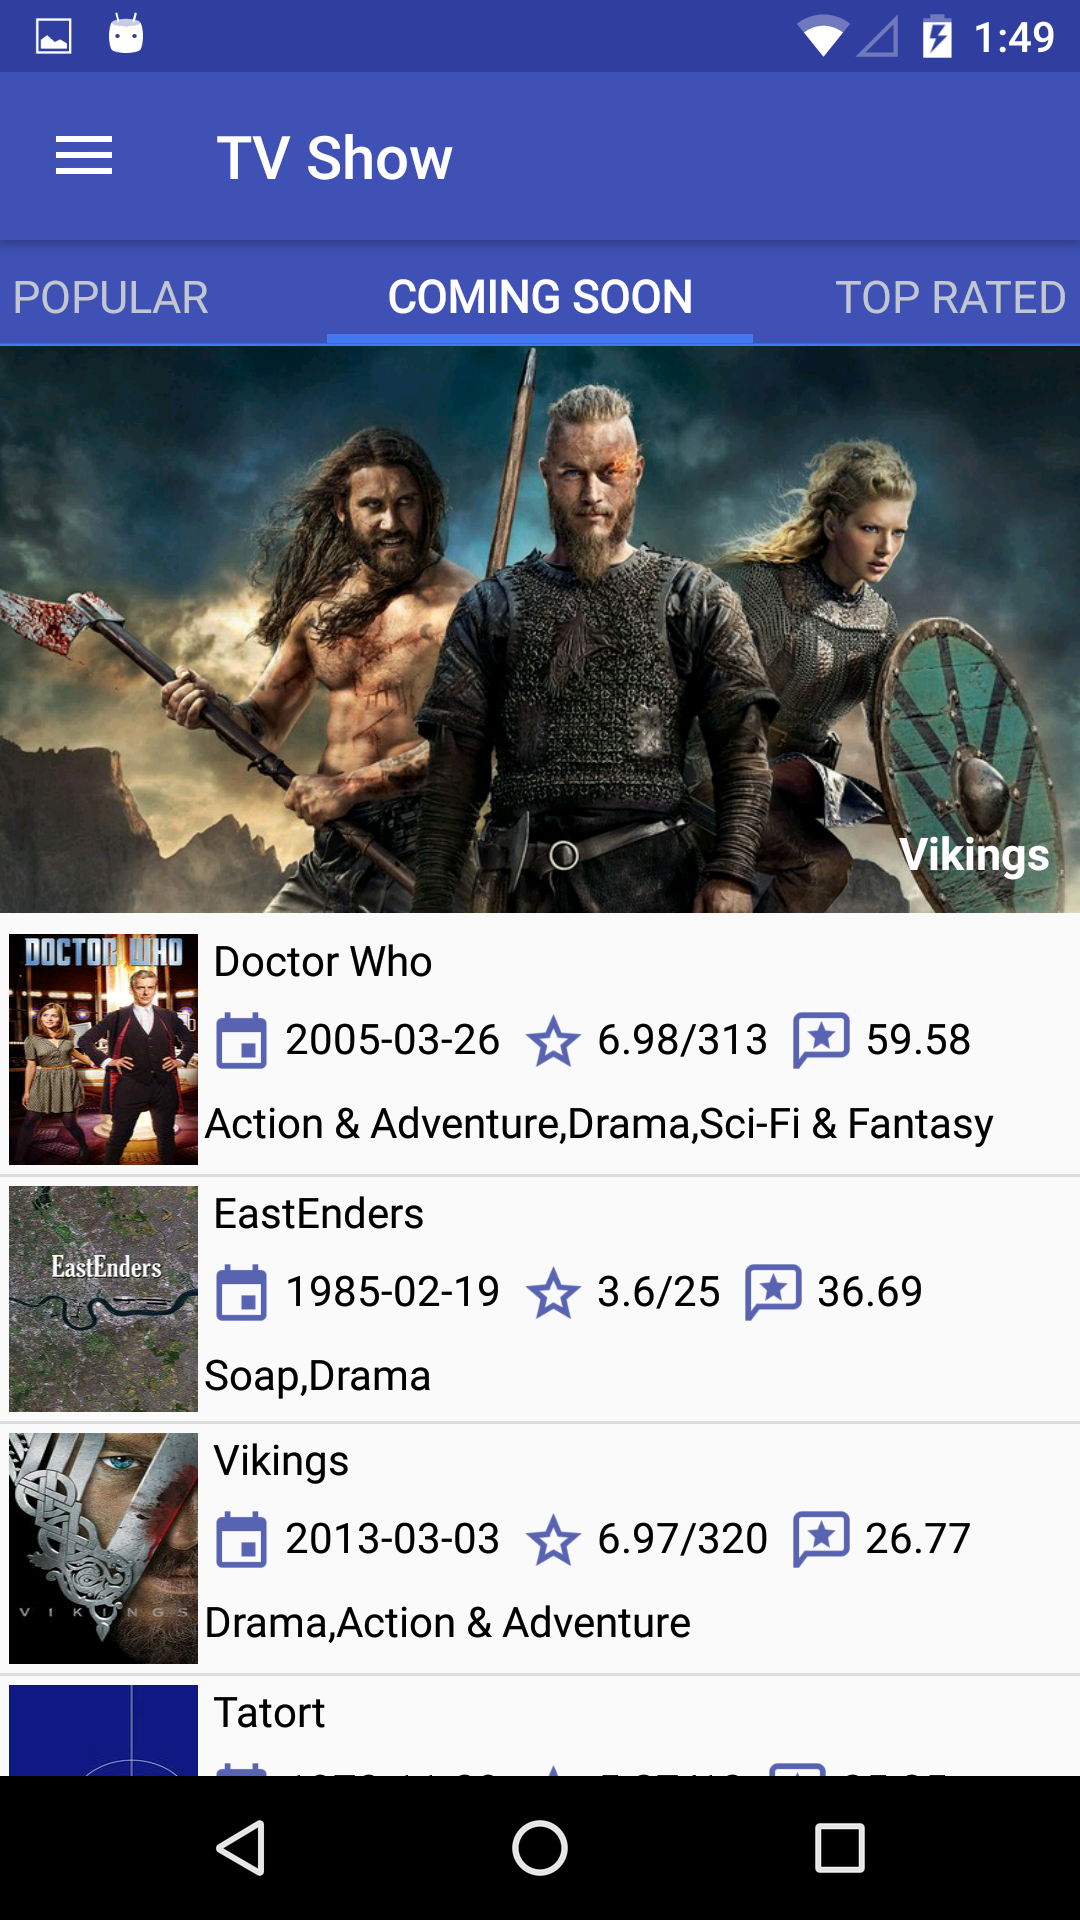 1:49
TV Show
POPULAR
COMING SOON
TOP RATED
Vikings
DOCTOR WHO
Doctor Who
2005-03-26
6.98/313
59.58
Action & Adventure,Drama,Sci-Fi & Fantasy
EastEnders
EastEnders
1985-02-19
3.6/25
36.69
Soap,Drama
VIKINGS
Vikings
2013-03-03
6.97/320
26.77
Drama,Action & Adventure
Tatort